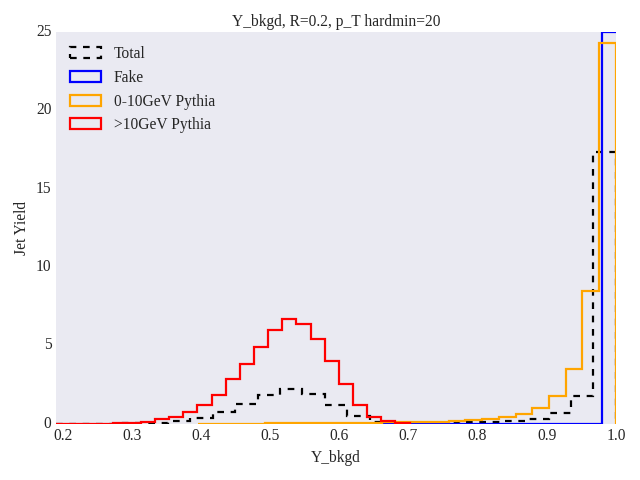 Y_bkgd, R=0.2, p_T hardmin=20
25
20
15
10
5
0
Jet Yield
Total
Fake
0-10GeV Pythia
>10GeV Pythia
0.2 0.3 0.4 0.5 0.6 0.7 0.8 0.9 1.0
Y_bkgd